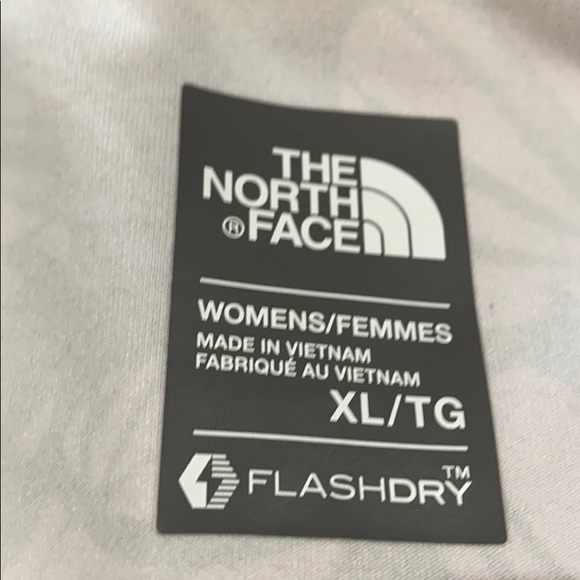 THE
NORTH
® FACE
WOMENS/FEMMES
MADE IN VIETNAM
FABRIQUÉ AU VIETNAM
XL/TG
FLASHDRY™